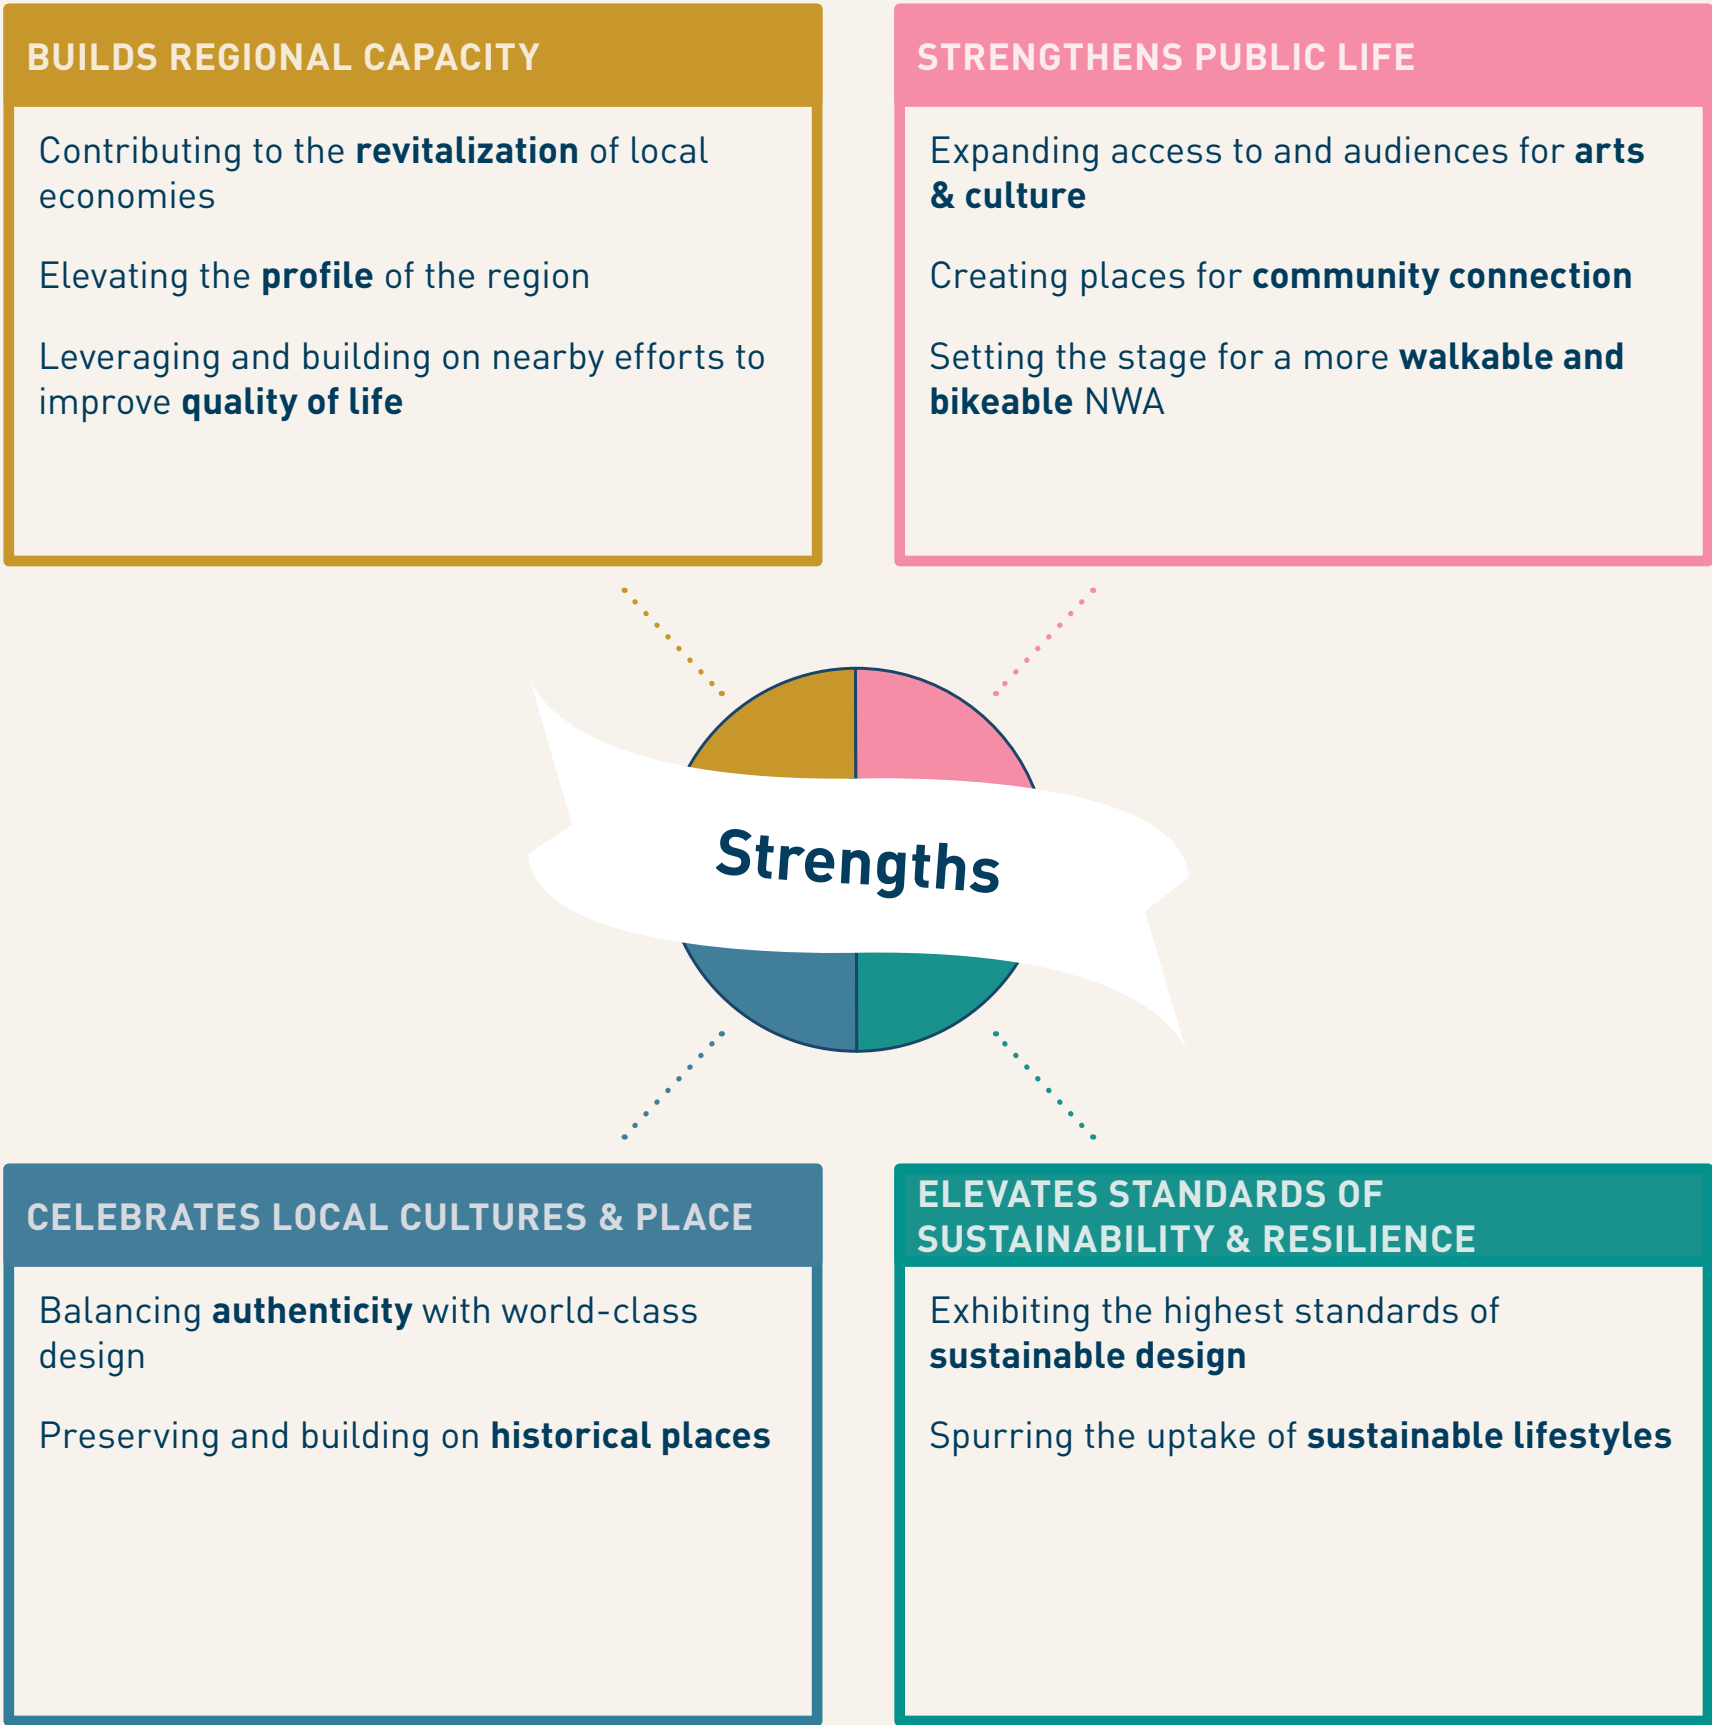 BUILDS REGIONAL CAPACITY
Contributing to the revitalization of local
economies
Elevating the profile of the region
Leveraging and building on nearby efforts to
improve quality of life
STRENGTHENS PUBLIC LIFE
Expanding access to and audiences for arts
& culture
Creating places for community connection
Setting the stage for a more walkable and
bikeable NWA
Strengths
CELEBRATES LOCAL CULTURES & PLACE
Balancing authenticity with world-class
design
Preserving and building on historical places
ELEVATES STANDARDS OF
SUSTAINABILITY & RESILIENCE
Exhibiting the highest standards of
sustainable design
Spurring the uptake of sustainable lifestyles